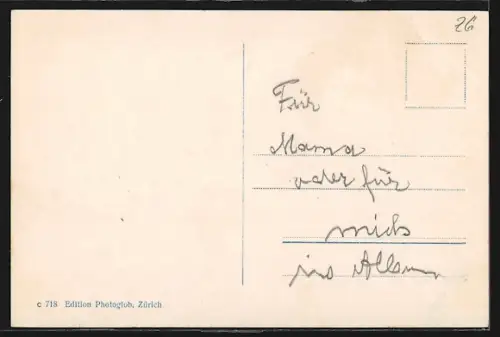 26
Für
Mama
oder für
mich
ins Album
c 718 Edition Photoglob, Zürich